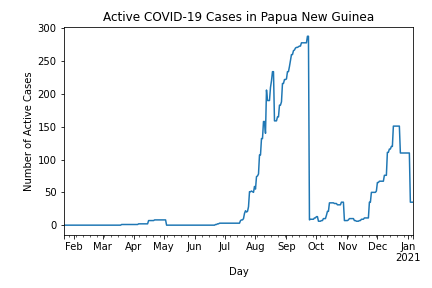 Active COVID-19 Cases in Papua New Guinea
300
250
200
150
100
50
0
Number of Active Cases
Feb Mar Apr May Jun Jul Aug Sep Oct Nov Dec Jan
2021
Day